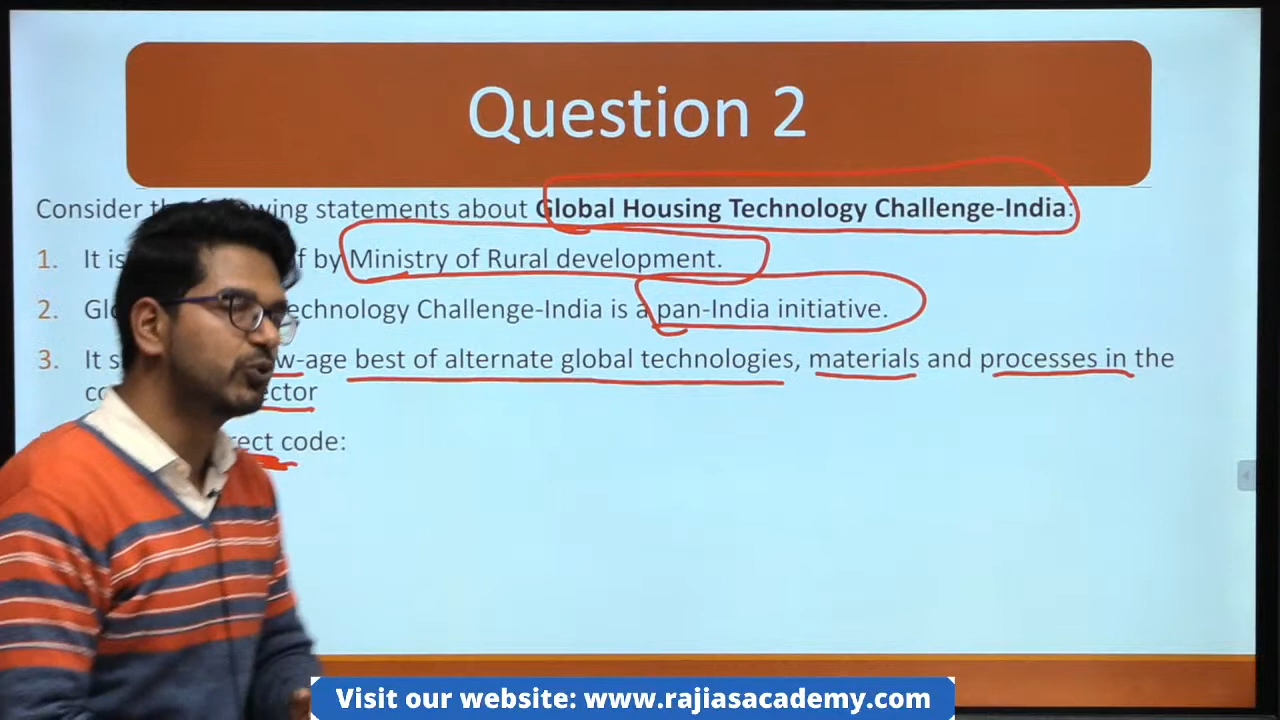 Question 2
Consider the following statements about Global Housing Technology Challenge-India:
1. It is f by Ministry of Rural development.
2. Gl echnology Challenge-India is a pan-India initiative.
3. It s w-age best of alternate global technologies, materials and processes in the
co ector
rect code:
Visit our website: www.rajiasacademy.com